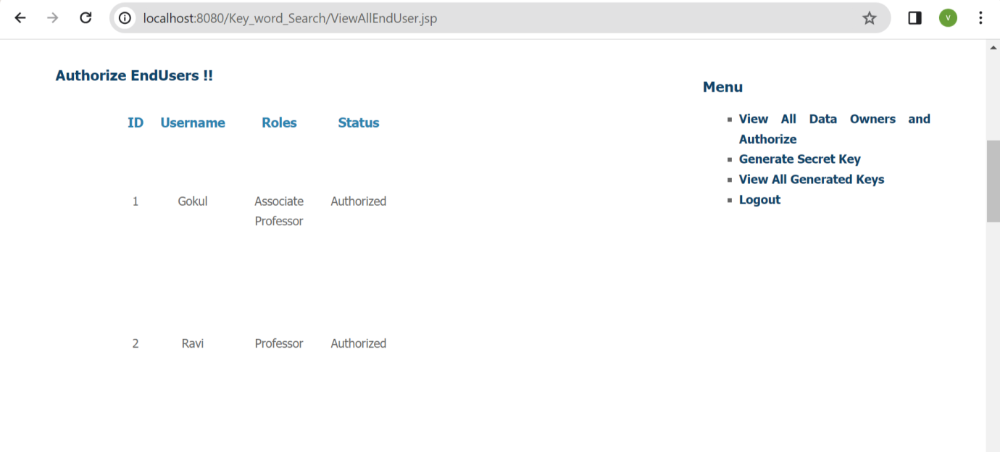 localhost:8080/Key_word_Search/ViewAllEndUser.jsp
V
Authorize EndUsers !!
ID Username Roles Status
1 Gokul Associate Authorized
Professor
2 Ravi Professor Authorized
Menu
View All Data Owners and
Authorize
Generate Secret Key
View All Generated Keys
Logout